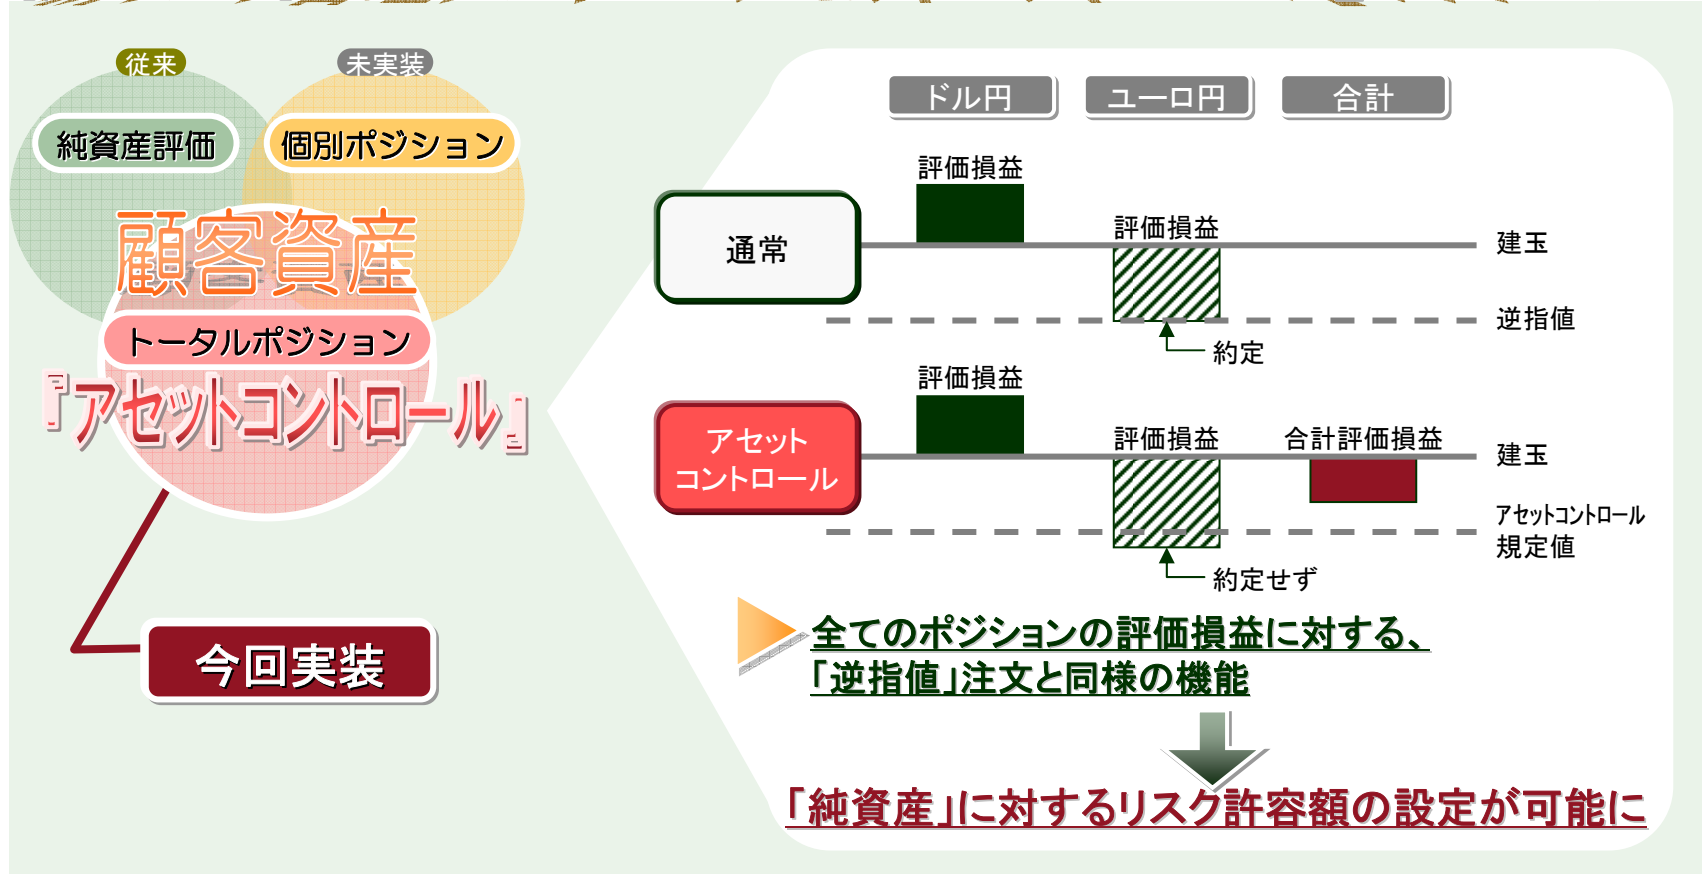 従来
未実装
純資産評価
個別ポジション
顧客資産
トータルポジション
『アセットコントロール』
今回実装
ドル円
ユーロ円
合計
評価損益
通常
評価損益
建玉
逆指値
約定
評価損益
アセット
コントロール
評価損益
合計評価損益
建玉
アセットコントロール
規定値
約定せず
全てのポジションの評価損益に対する、
「逆指値」注文と同様の機能
「純資産」に対するリスク許容額の設定が可能に